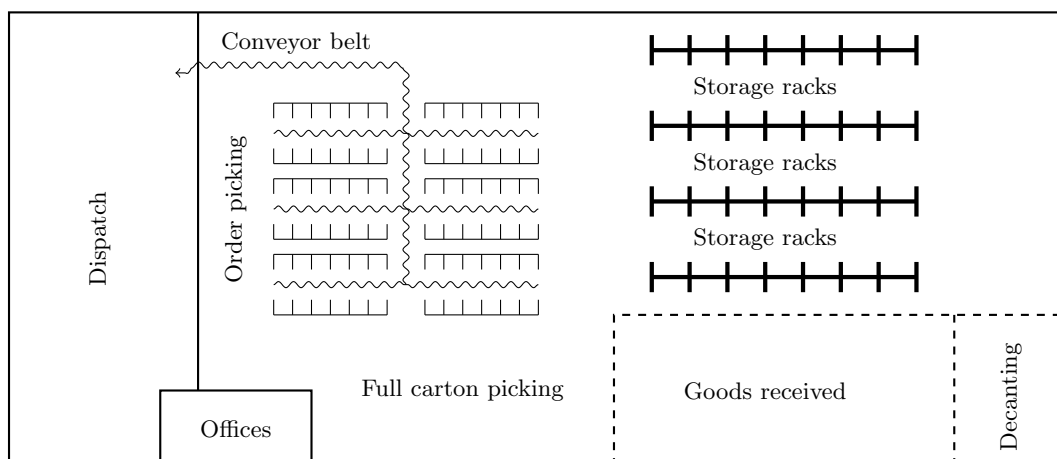 Conveyor belt
Storage racks
Storage racks
Storage racks
Dispatch
Order picking
Full carton picking
Goods received
Decanting
Offices